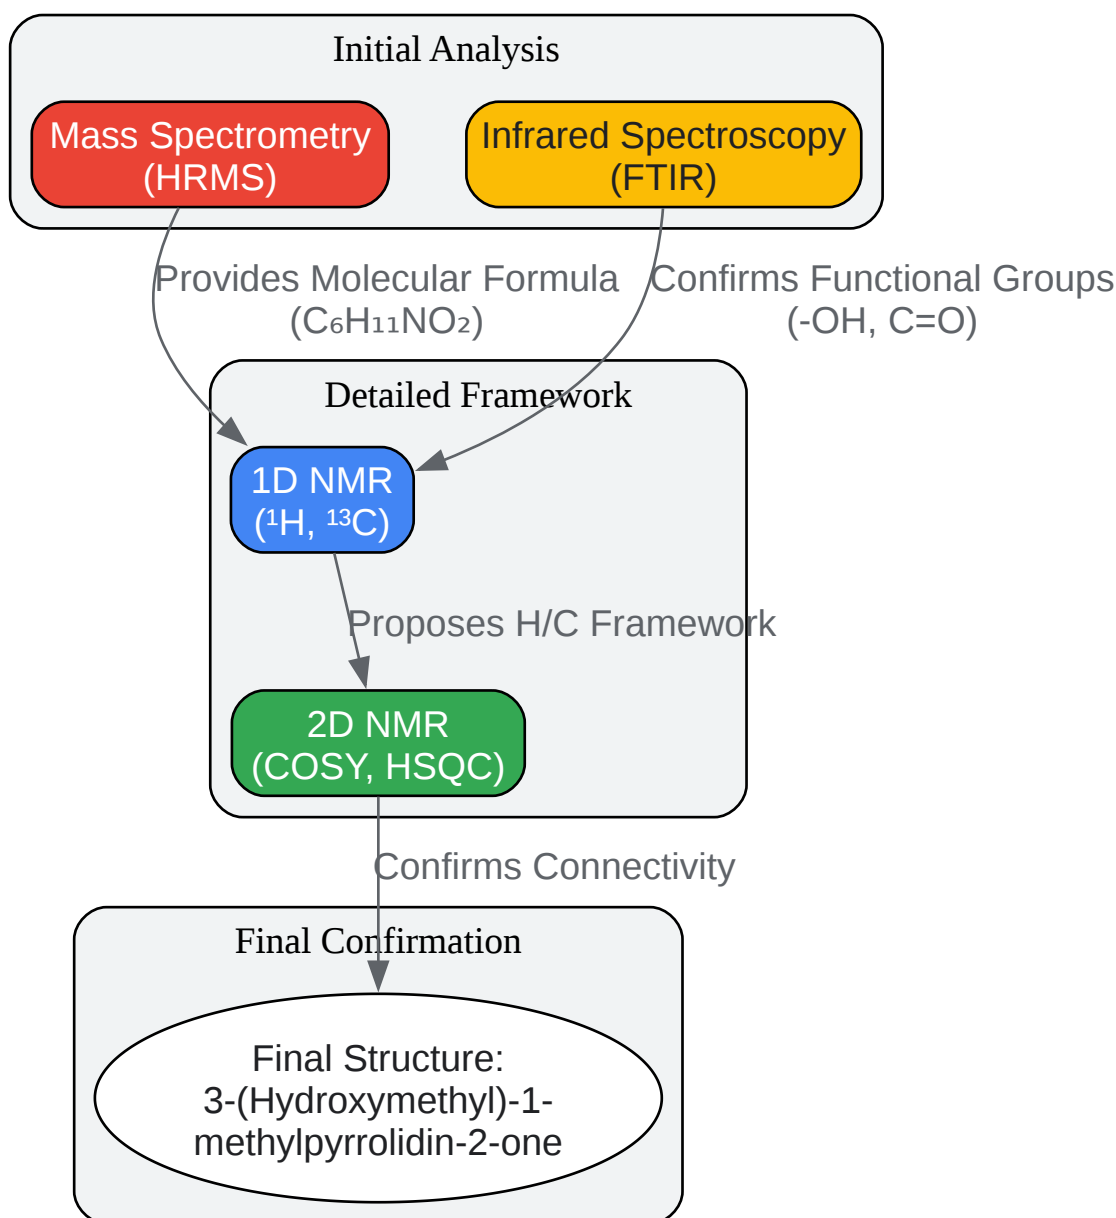 Initial Analysis
Mass Spectrometry
(HRMS)
Infrared Spectroscopy
(FTIR)
Provides Molecular Formula
(C₆H₁₁NO₂)
Confirms Functional Groups
(-OH, C=O)
Detailed Framework
1D NMR
(¹H, ¹³C)
Proposes H/C Framework
2D NMR
(COSY, HSQC)
Confirms Connectivity
Final Confirmation
Final Structure:
3-(Hydroxymethyl)-1-
methylpyrrolidin-2-one